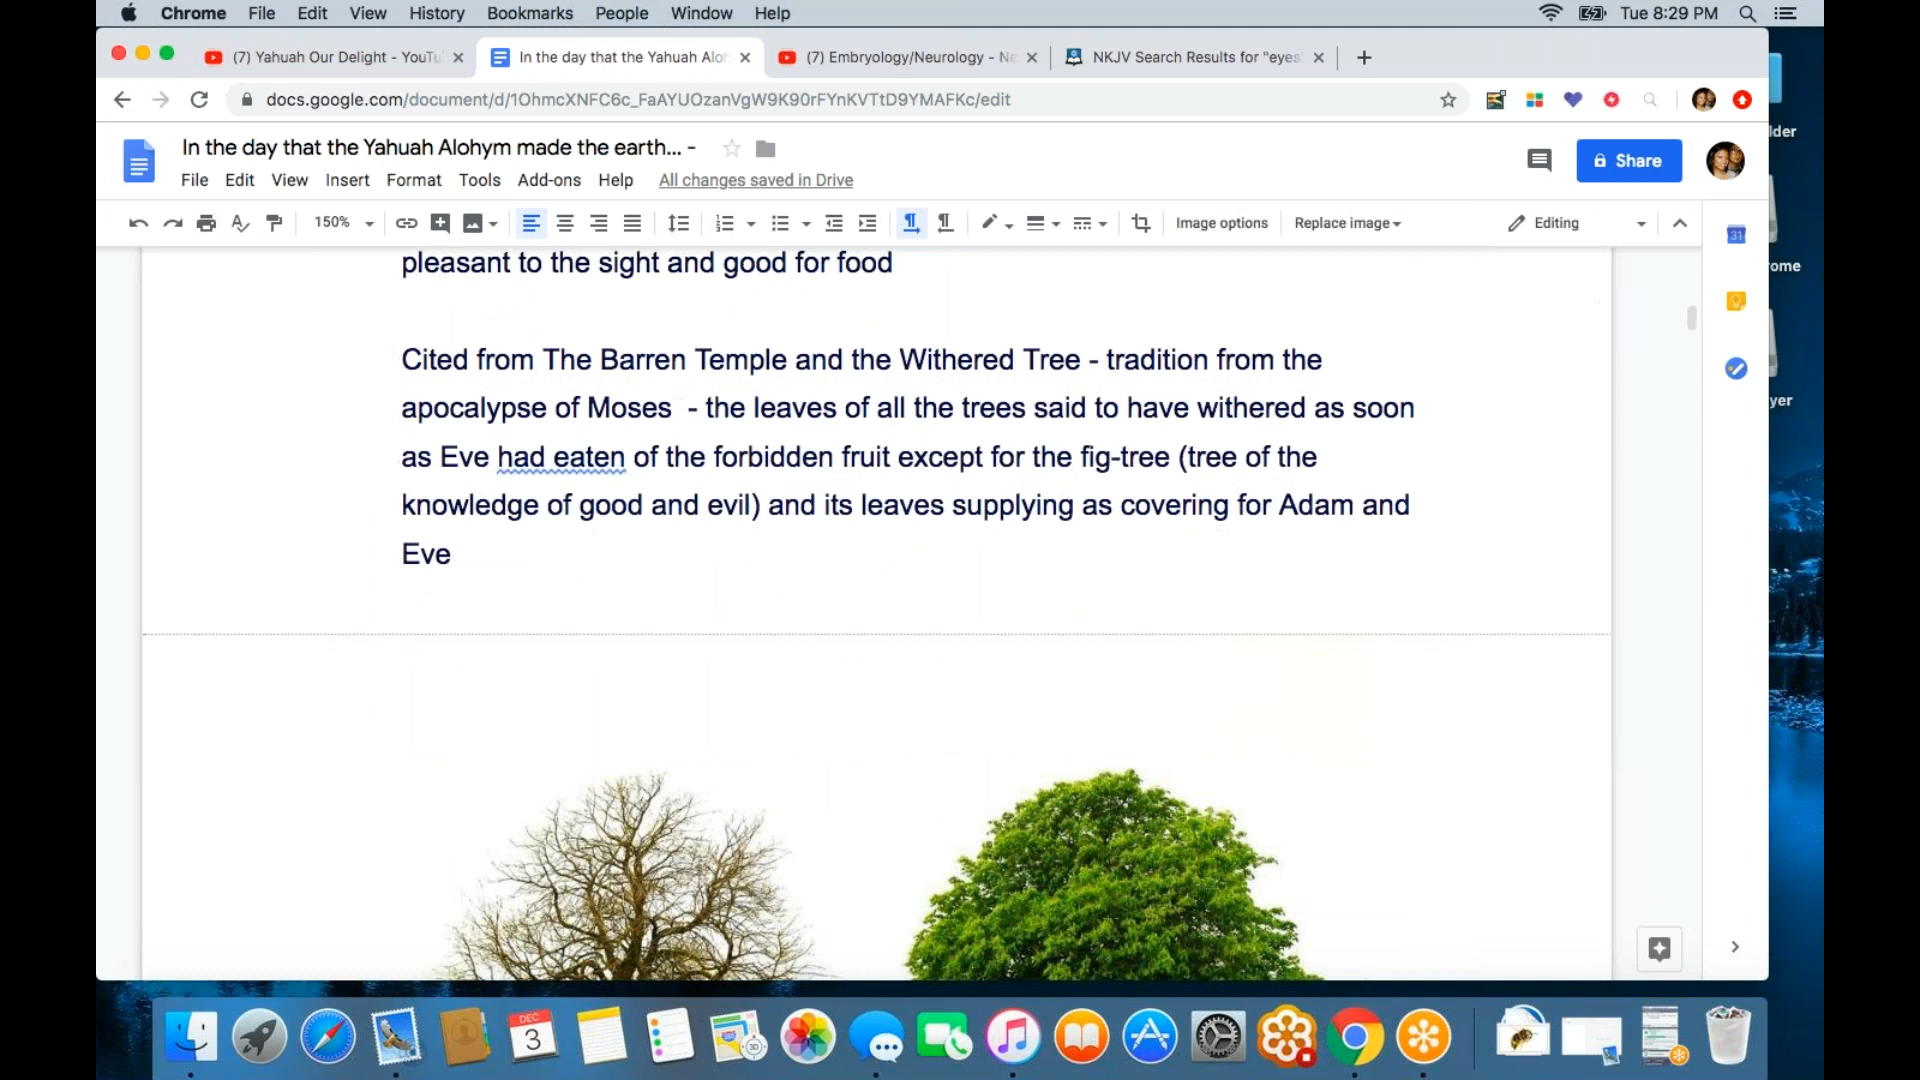 Chrome File Edit View History Bookmarks People Window Help Tue 8:29 PM
(7) Yahuah Our Delight - YouTu
In the day that the Yahuah Aloh
(7) Embryology/Neurology - Ne
NKJV Search Results for "eyes"
docs.google.com/document/d/1OhmcXNFC6c_FaAYUOzanVgW9K90rFYnKVTtD9YMAFKc/edit
In the day that the Yahuah Alohym made the earth... -
Share
File Edit View Insert Format Tools Add-ons Help All changes saved in Drive
150% Image options Replace image Editing
31
pleasant to the sight and good for food
Cited from The Barren Temple and the Withered Tree - tradition from the
apocalypse of Moses - the leaves of all the trees said to have withered as soon
as Eve had eaten of the forbidden fruit except for the fig-tree (tree of the
knowledge of good and evil) and its leaves supplying as covering for Adam and
Eve
lder
ome
yer
DEC
3